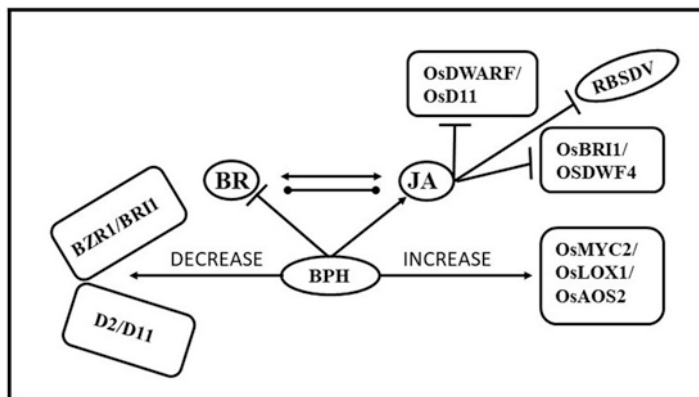 OsDWARF/
OsD11
RBSDV
BR
JA
OsBRI1/
OSDWF4
BZR1/BRI1
DECREASE
BPH
INCREASE
OsMYC2/
OsLOX1/
OsAOS2
D2/D11